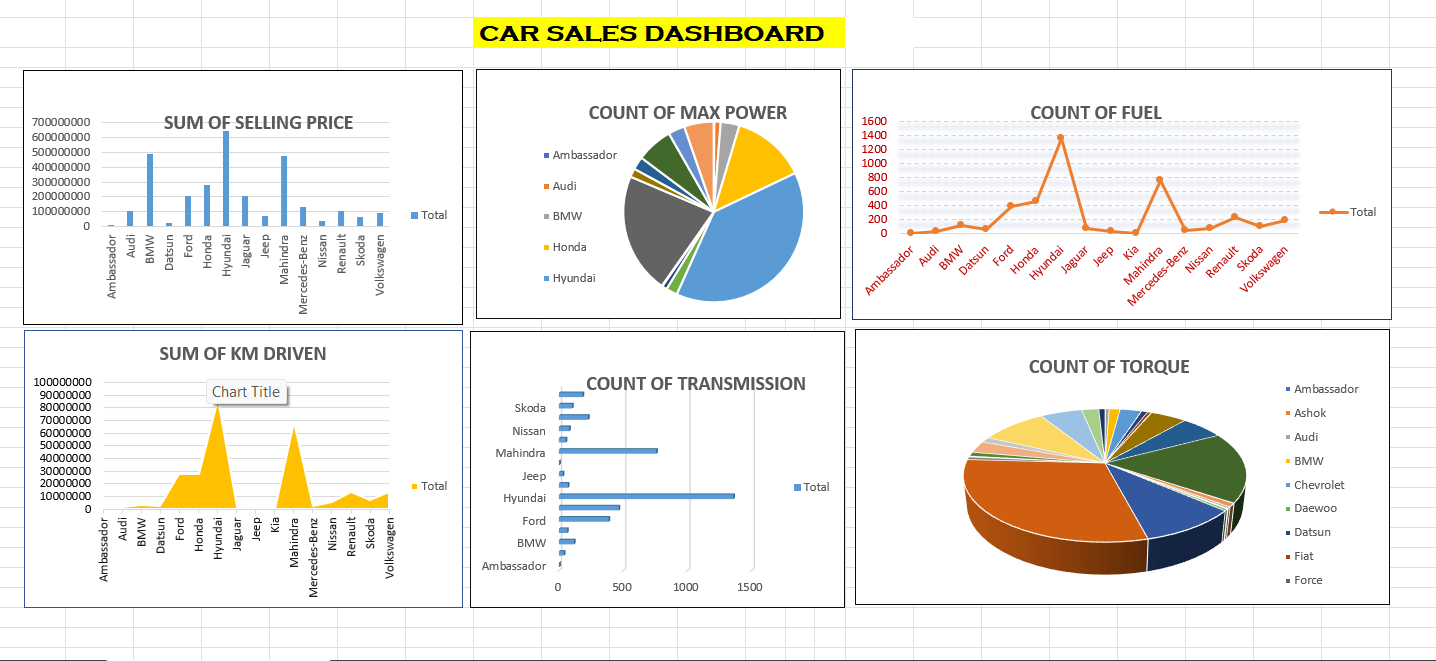 CAR SALES DASHBOARD
SUM OF SELLING PRICE
700000000
600000000
500000000
400000000
300000000
200000000
100000000
0
Ambassador
Audi
BMW
Datsun
Ford
Honda
Hyundai
Jaguar
Jeep
Mahindra
Mercedes-Benz
Nissan
Renault
Skoda
Volkswagen
Total
COUNT OF MAX POWER
Ambassador
Audi
BMW
Honda
Hyundai
COUNT OF FUEL
1600
1400
1200
1000
800
600
400
200
0
Ambassador
Audi
BMW
Datsun
Ford
Honda
Hyundai
Jaguar
Jeep
Kia
Mahindra
Mercedes-Benz
Nissan
Renault
Skoda
Volkswagen
Total
SUM OF KM DRIVEN
Chart Title
100000000
90000000
80000000
70000000
60000000
50000000
40000000
30000000
20000000
10000000
0
Ambassador
Audi
BMW
Datsun
Ford
Honda
Hyundai
Jaguar
Jeep
Kia
Mahindra
Mercedes-Benz
Nissan
Renault
Skoda
Volkswagen
Total
COUNT OF TRANSMISSION
Skoda
Nissan
Mahindra
Jeep
Hyundai
Ford
BMW
Ambassador
0 500 1000 1500
Total
COUNT OF TORQUE
Ambassador
Ashok
Audi
BMW
Chevrolet
Daewoo
Datsun
Fiat
Force